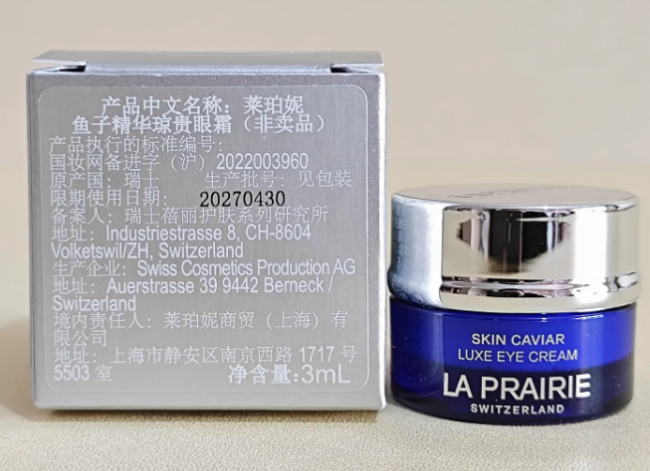 产品中文名称：莱珀妮
鱼子精华琼贵眼霜（非卖品）
产品执行的标准编号：
国妆网备进字（沪）2022003960
原产国：瑞士 生产批号：见包装
限期使用日期：20270430
备案人：瑞士蓓丽护肤系列研究所
地址：Industriestrasse 8, CH-8604
Volketswil/ZH, Switzerland
生产企业：Swiss Cosmetics Production AG
地址：Auerstrasse 39 9442 Berneck /
Switzerland
境内责任人：莱珀妮商贸（上海）有
限公司
地址：上海市静安区南京西路 1717 号
5503 室 净含量:3mL
SKIN CAVIAR
LUXE EYE CREAM
LA PRAIRIE
SWITZERLAND